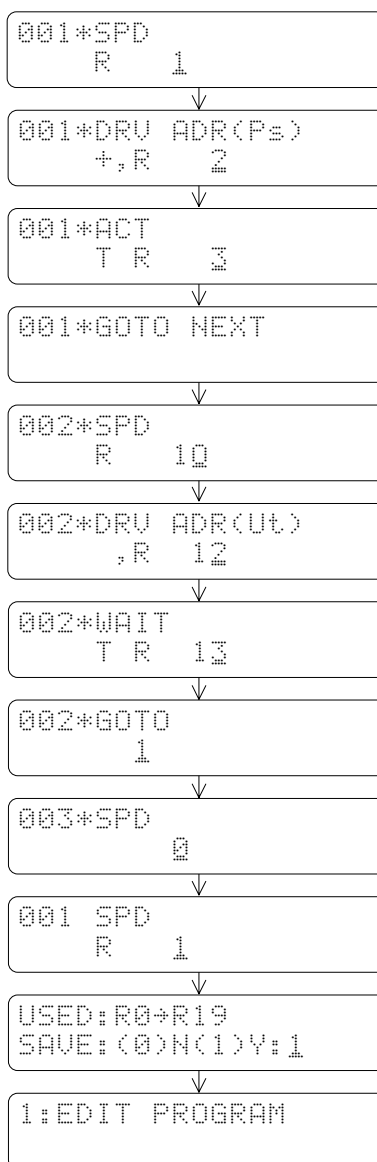 001*SPD
R 1
001*DRV ADR(Ps)
+,R 2
001*ACT
T R 3
001*GOTO NEXT
002*SPD
R 10
002*DRV ADR(Ut)
,R 12
002*WAIT
T R 13
002*GOTO
1
003*SPD
0
001 SPD
R 1
USED:R0→R19
SAVE:(0)N(1)Y:1
1:EDIT PROGRAM